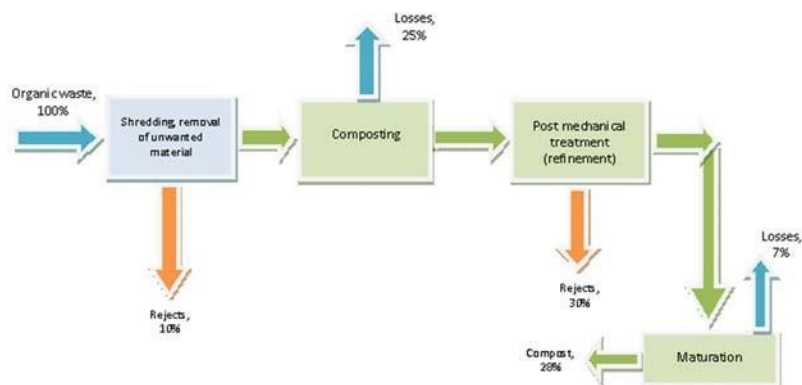 Losses,
25%
Organic waste,
100%
Shredding, removal
of unwanted
material
Composting
Post mechanical
treatment
(refinement)
Rejects,
10%
Rejects,
30%
Losses,
7%
Compost,
28%
Maturation